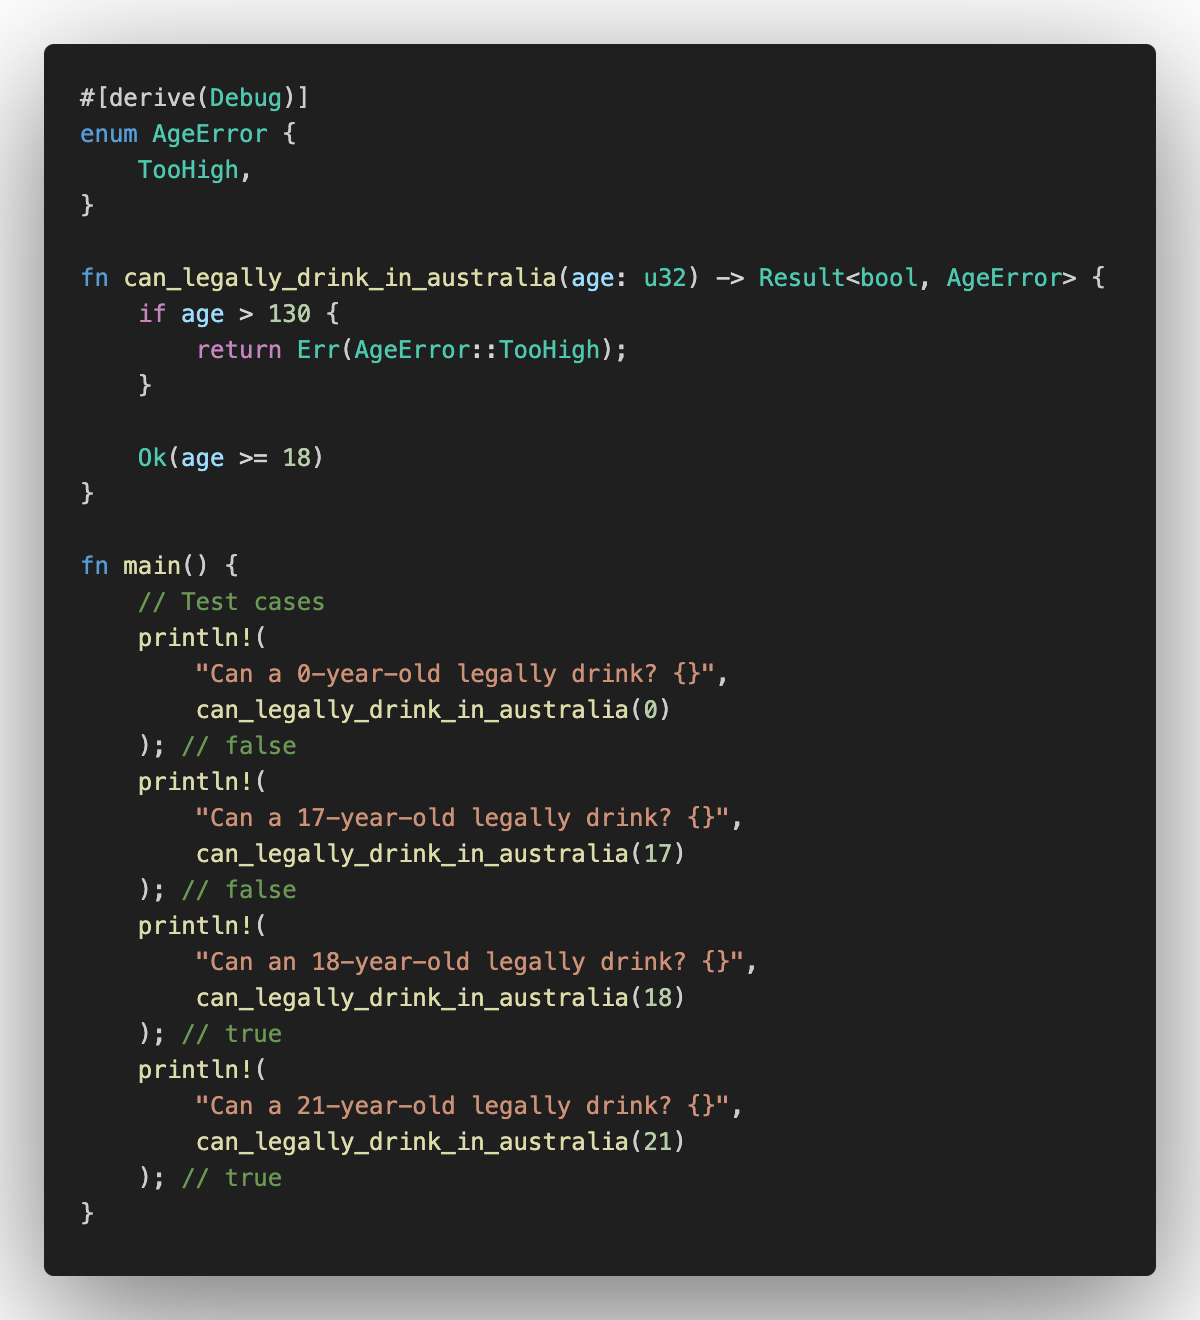 #[derive(Debug)]
enum AgeError {
    TooHigh,
}

fn can_legally_drink_in_australia(age: u32) -> Result<bool, AgeError> {
    if age > 130 {
        return Err(AgeError::TooHigh);
    }

    Ok(age >= 18)
}

fn main() {
    // Test cases
    println!(
        "Can a 0-year-old legally drink? {}",
        can_legally_drink_in_australia(0)
    ); // false
    println!(
        "Can a 17-year-old legally drink? {}",
        can_legally_drink_in_australia(17)
    ); // false
    println!(
        "Can an 18-year-old legally drink? {}",
        can_legally_drink_in_australia(18)
    ); // true
    println!(
        "Can a 21-year-old legally drink? {}",
        can_legally_drink_in_australia(21)
    ); // true
}